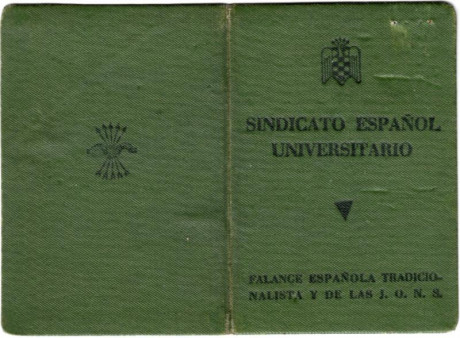 SINDICATO ESPAÑOL
UNIVERSITARIO
FALANGE ESPAÑOLA TRADICIO-
NALISTA Y DE LAS J. O. N. S.